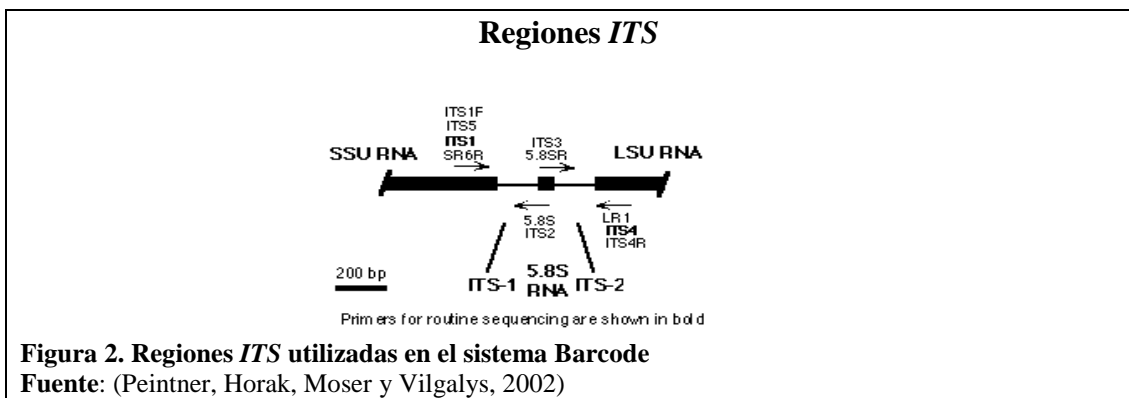 Regiones ITS
ITS1F
ITS5
ITS1
SR6R
ITS3
5.8SR
SSU RNA
LSU RNA
5.8S
ITS2
LR1
ITS4
ITS4R
200 bp
ITS-1
5.8S
RNA
ITS-2
Primers for routine sequencing are shown in bold
Figura 2. Regiones ITS utilizadas en el sistema Barcode
Fuente: (Peintner, Horak, Moser y Vilgalys, 2002)